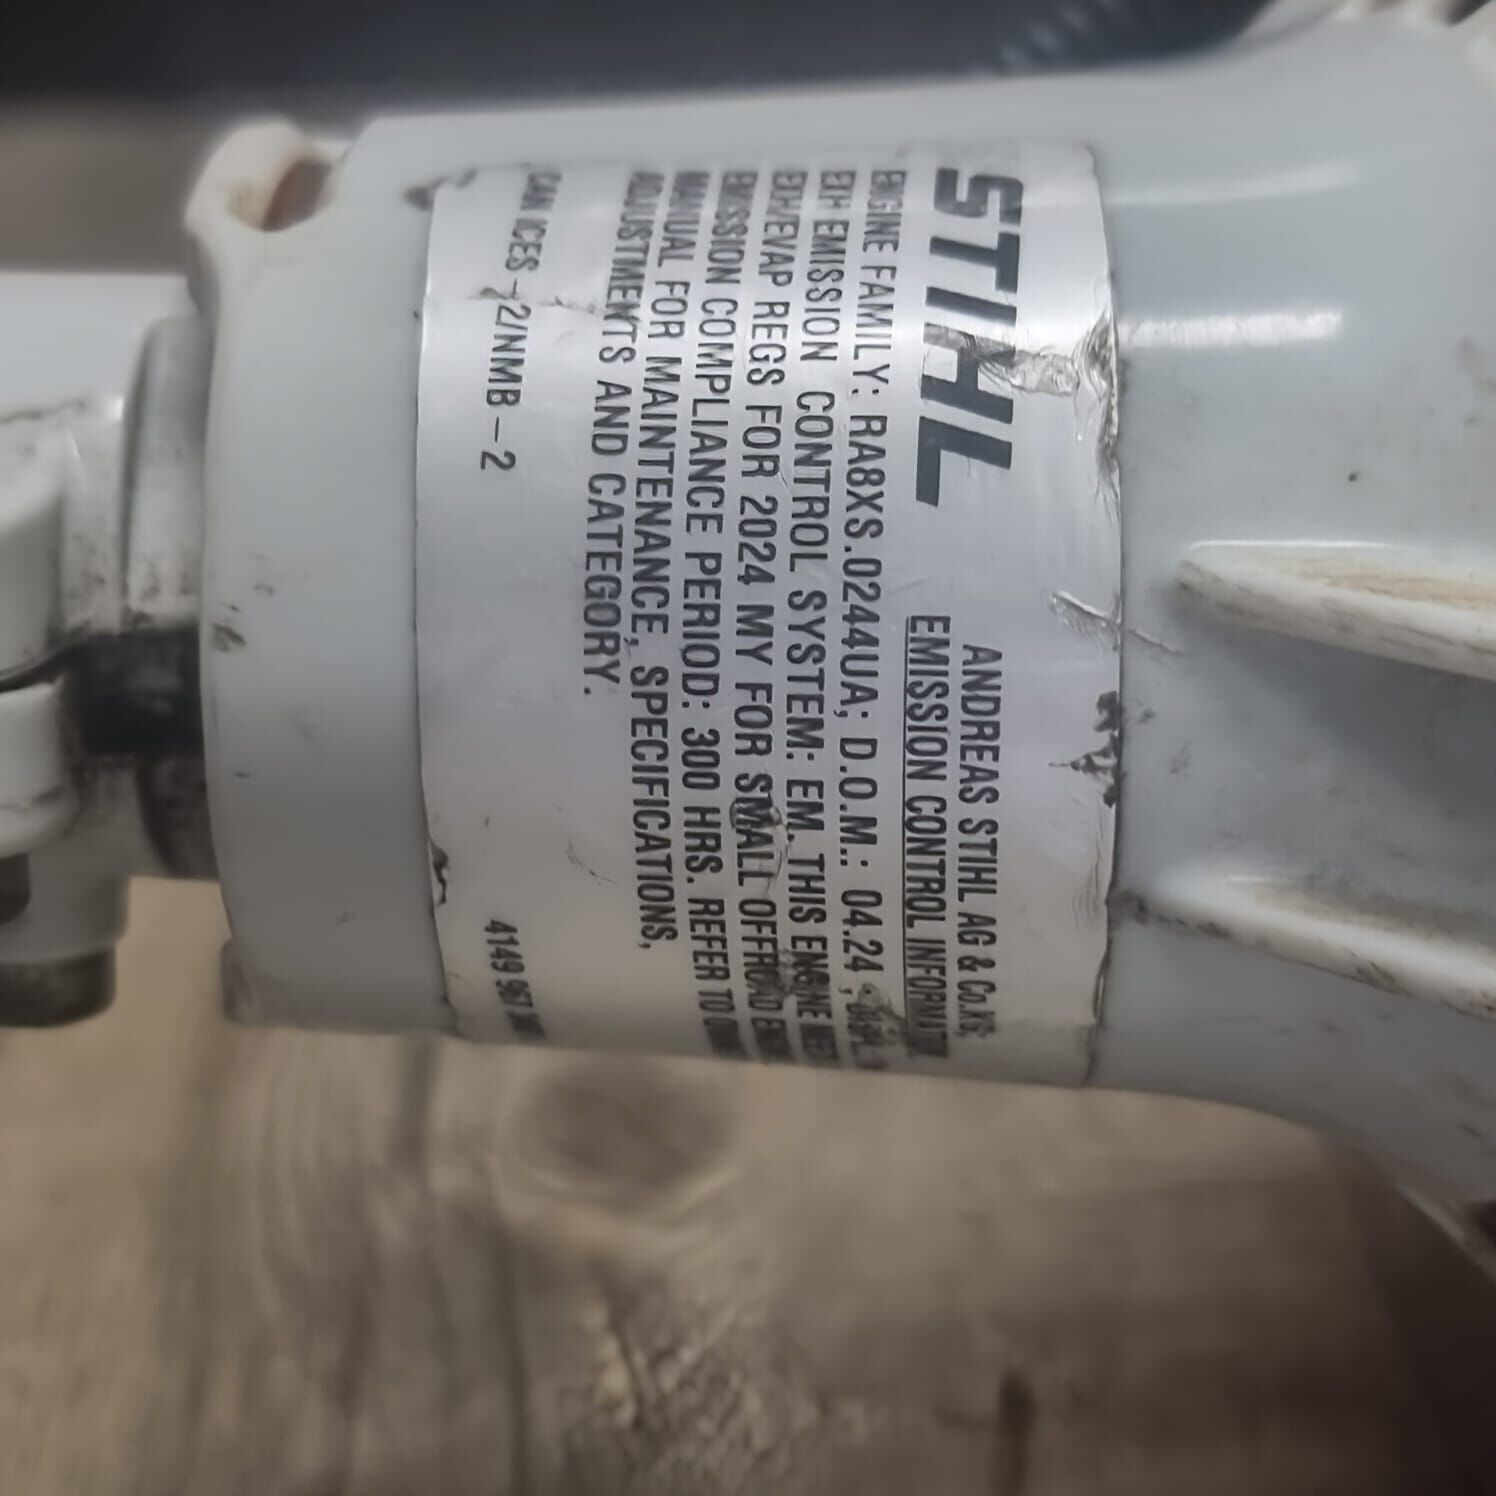 STIHL
ANDREAS STIHL AG & Co.KG
EMISSION CONTROL INFORMATION
ENGINE FAMILY: RA8XS.0244UA; D.O.M.: 04.24
EXH EMISSION CONTROL SYSTEM: EM. THIS ENGINE
EXH/EVAP REGS FOR 2024 MY FOR SMALL OFFROAD
EMISSION COMPLIANCE PERIOD: 300 HRS. REFER TO
MANUAL FOR MAINTENANCE, SPECIFICATIONS,
ADJUSTMENTS AND CATEGORY.
CAN ICES - 2/NMB - 2
4149 967